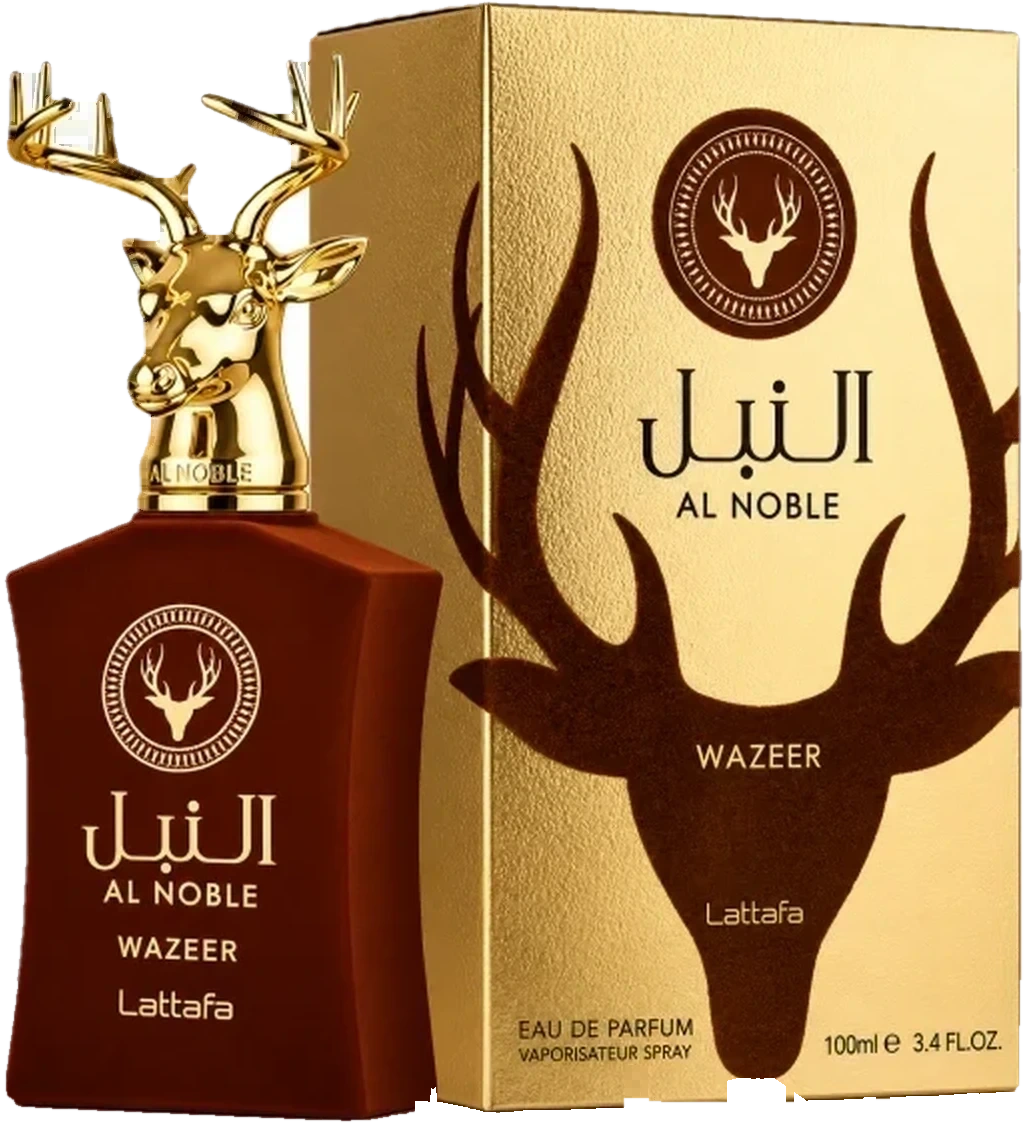 AL NOBLE
النبل
AL NOBLE
WAZEER
Lattafa
النبل
AL NOBLE
WAZEER
Lattafa
EAU DE PARFUM
VAPORISATEUR SPRAY
100ml e 3.4 FL.OZ.